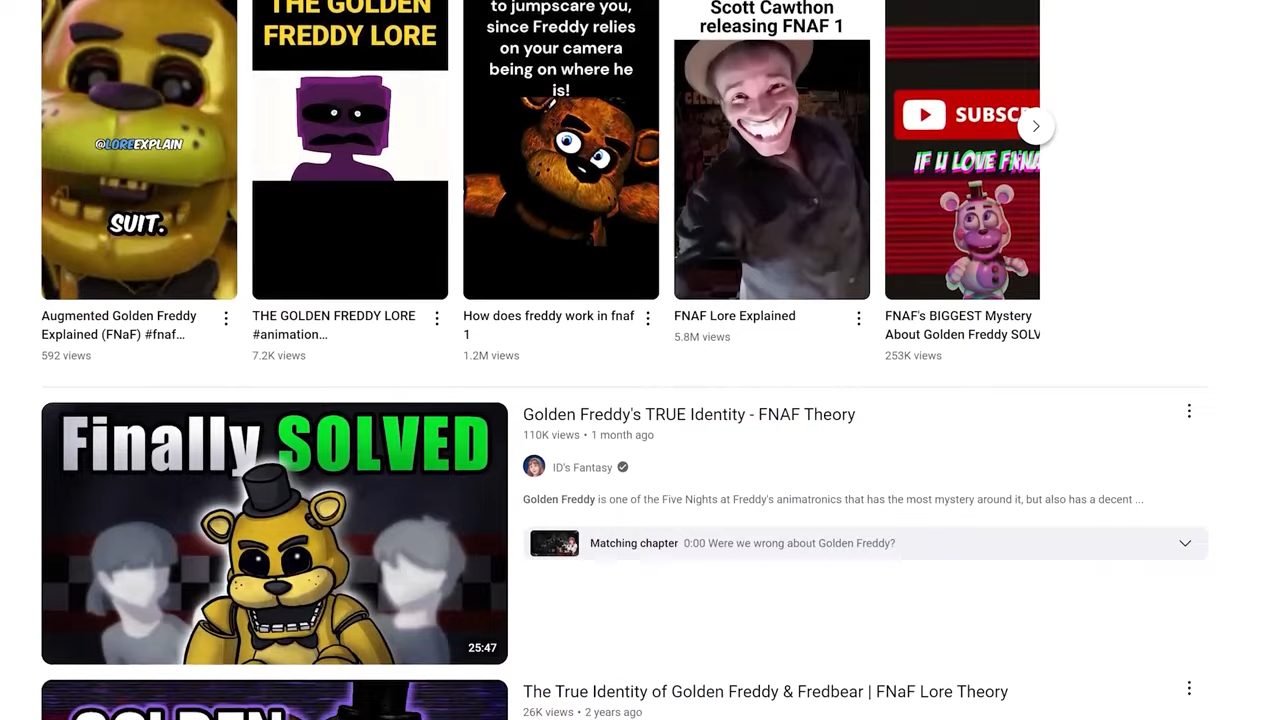 THE GOLDEN
FREDDY LORE
to jumpscare you,
since Freddy relies
on your camera
being on where he
is!
Scott Cawthon
releasing FNAF 1
@LOREEXPLAIN
SUIT.
SUBSC
IF U LOVE FNA
Augmented Golden Freddy
Explained (FNaF) #fnaf...
592 views
THE GOLDEN FREDDY LORE
#animation...
7.2K views
How does freddy work in fnaf
1
1.2M views
FNAF Lore Explained
5.8M views
FNAF's BIGGEST Mystery
About Golden Freddy SOLV
253K views
Finally SOLVED
25:47
Golden Freddy's TRUE Identity - FNAF Theory
110K views • 1 month ago
ID's Fantasy
Golden Freddy is one of the Five Nights at Freddy's animatronics that has the most mystery around it, but also has a decent ...
Matching chapter 0:00 Were we wrong about Golden Freddy?
GOLDEN
The True Identity of Golden Freddy & Fredbear | FNaF Lore Theory
26K views • 2 years ago